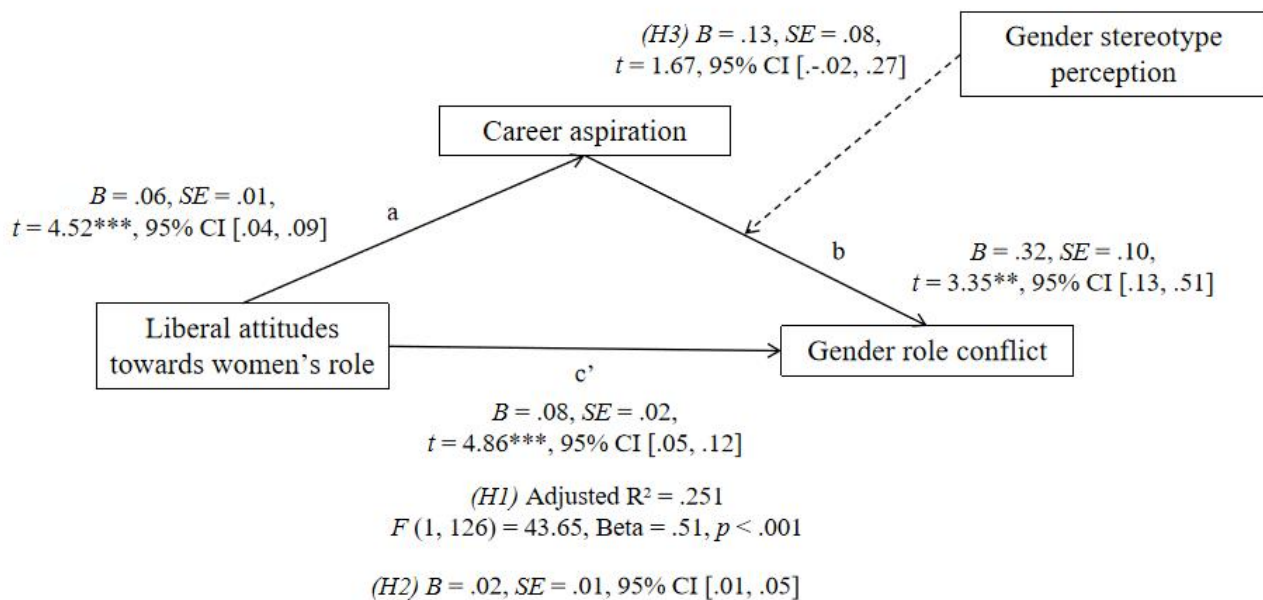 (H3) B = .13, SE = .08,
t = 1.67, 95% CI [.-.02, .27]
Gender stereotype
perception
Career aspiration
B = .06, SE = .01,
t = 4.52***, 95% CI [.04, .09]
a
b
B = .32, SE = .10,
t = 3.35**, 95% CI [.13, .51]
Liberal attitudes
towards women’s role
Gender role conflict
c’
B = .08, SE = .02,
t = 4.86***, 95% CI [.05, .12]
(H1) Adjusted R² = .251
F (1, 126) = 43.65, Beta = .51, p < .001
(H2) B = .02, SE = .01, 95% CI [.01, .05]